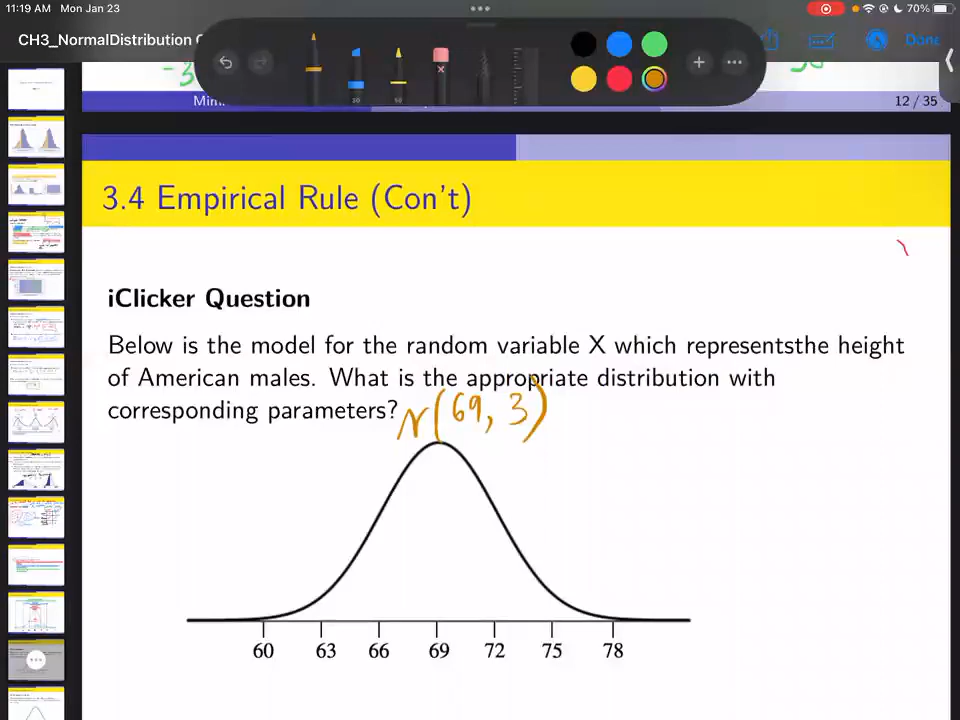 11:19 AM Mon Jan 23
70%
CH3_NormalDistribution
Done
12 / 35
3.4 Empirical Rule (Con't)
iClicker Question
Below is the model for the random variable X which representsthe height
of American males. What is the appropriate distribution with
corresponding parameters?
N(69, 3)
60 63 66 69 72 75 78